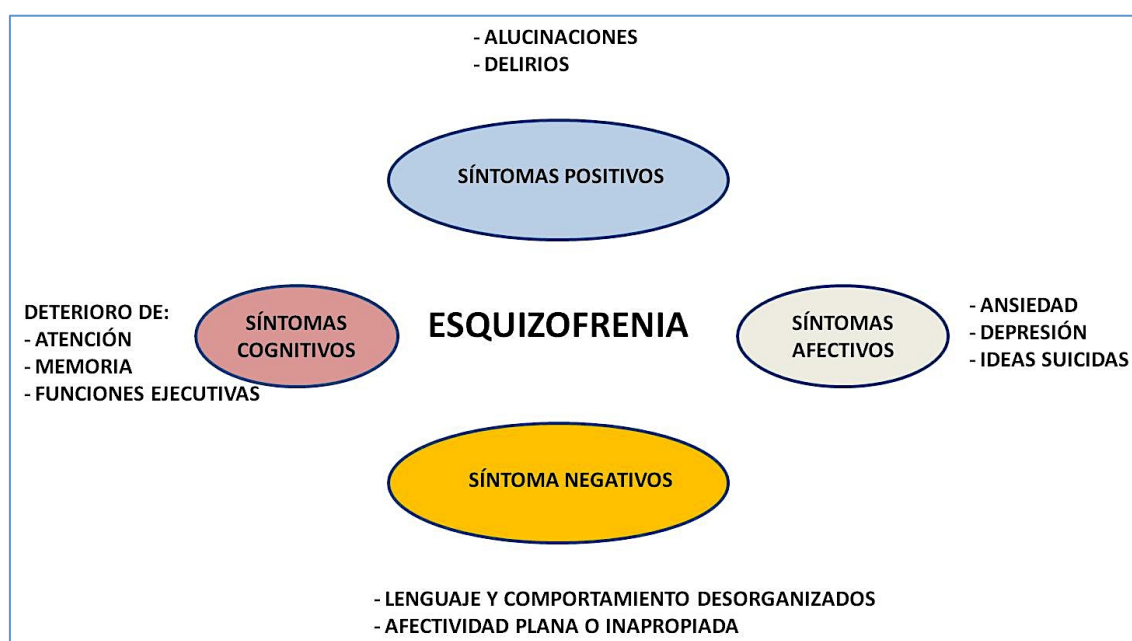 - ALUCINACIONES
- DELIRIOS
SÍNTOMAS POSITIVOS
DETERIORO DE:
- ATENCIÓN
- MEMORIA
- FUNCIONES EJECUTIVAS
SÍNTOMAS
COGNITIVOS
ESQUIZOFRENIA
SÍNTOMAS
AFECTIVOS
- ANSIEDAD
- DEPRESIÓN
- IDEAS SUICIDAS
SÍNTOMA NEGATIVOS
- LENGUAJE Y COMPORTAMIENTO DESORGANIZADOS
- AFECTIVIDAD PLANA O INAPROPIADA